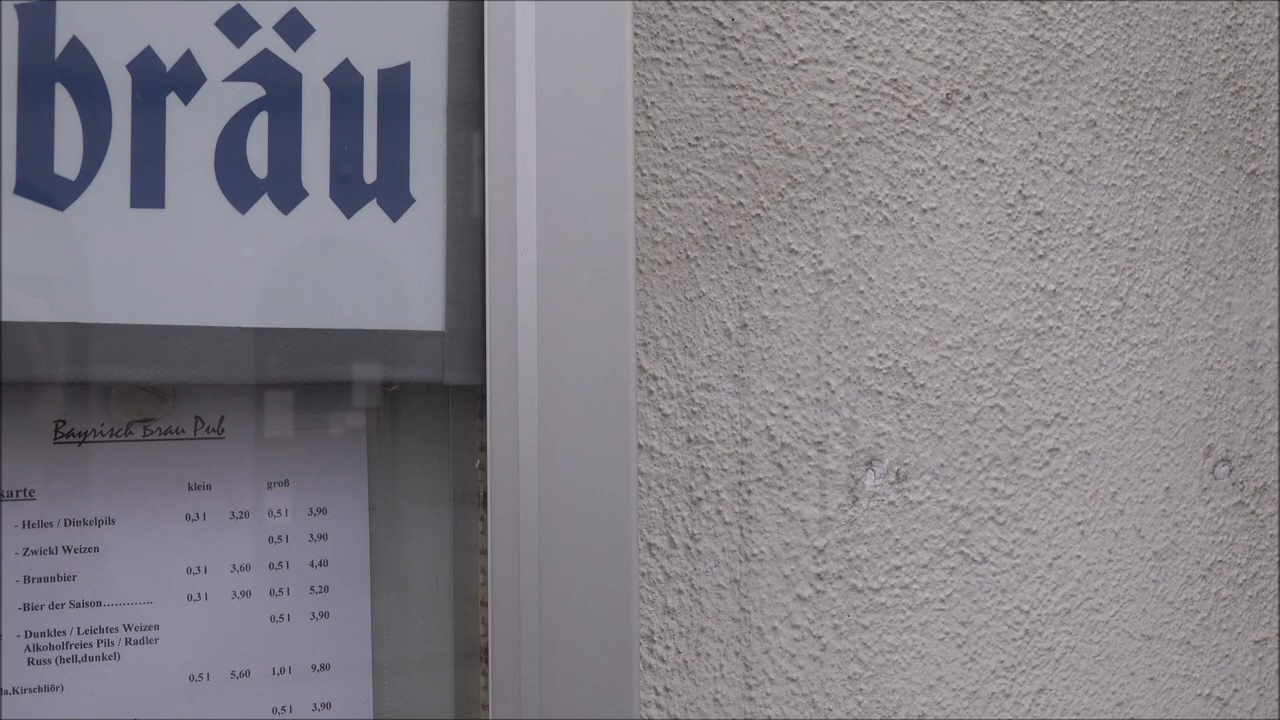 bräu
Bayrisch Brau Pub
karte klein groß
- Helles / Dinkelpils 0,3 l 3,20 0,5 l 3,90
- Zwickl Weizen 0,5 l 3,90
- Braunbier 0,3 l 3,60 0,5 l 4,40
-Bier der Saison............. 0,3 l 3,90 0,5 l 5,20
- Dunkles / Leichtes Weizen 0,5 l 3,90
Alkoholfreies Pils / Radler
Russ (hell,dunkel)
la,Kirschliör) 0,5 l 5,60 1,0 l 9,80
0,5 l 3,90